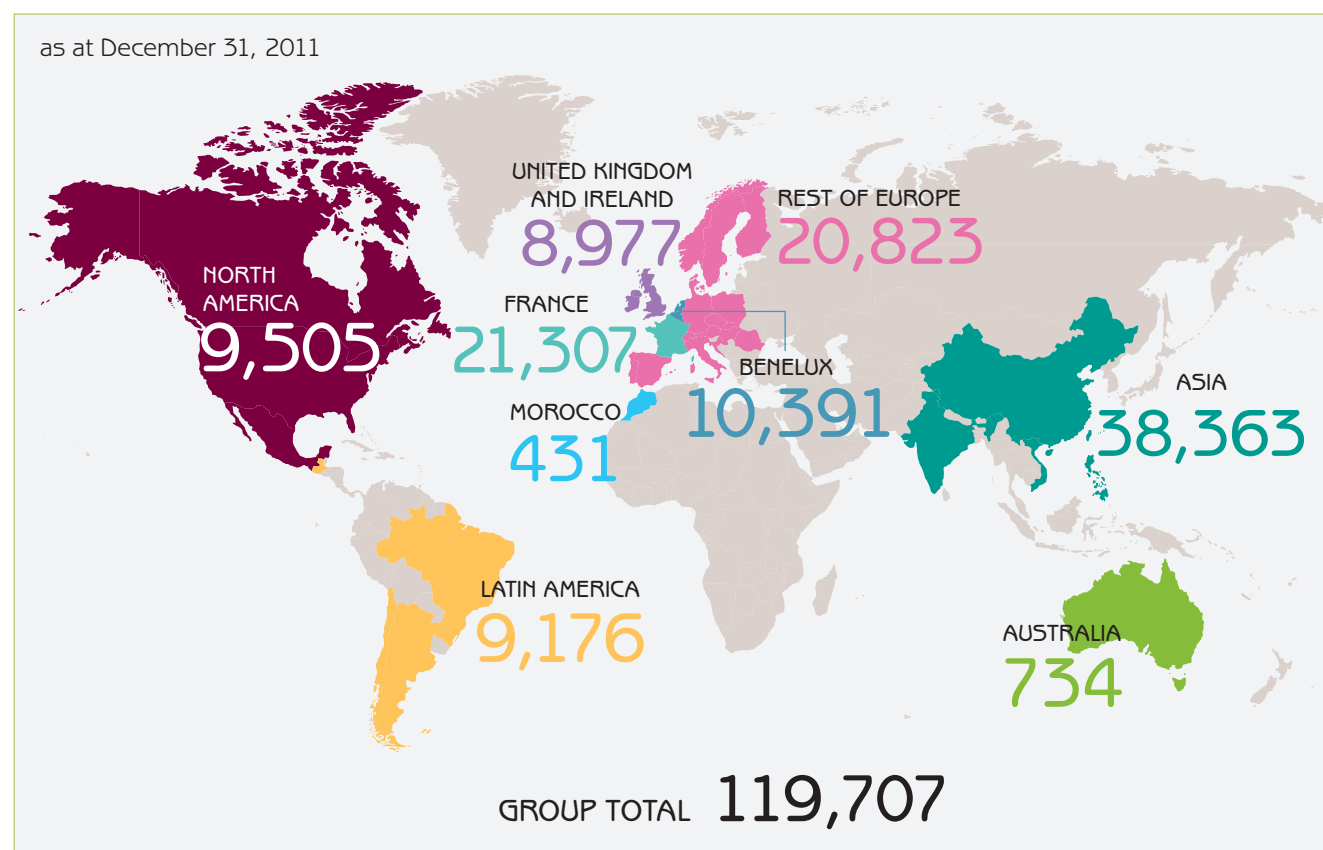 as at December 31, 2011
UNITED KINGDOM
AND IRELAND
8,977
REST OF EUROPE
20,823
NORTH
AMERICA
9,505
FRANCE
21,307
BENELUX
10,391
MOROCCO
431
ASIA
38,363
LATIN AMERICA
9,176
AUSTRALIA
734
GROUP TOTAL 119,707